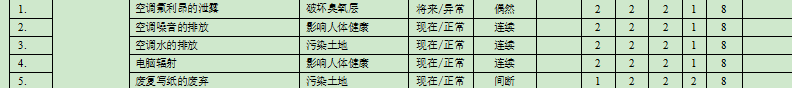 1. 空调氟利昂的泄露 破坏臭氧层 将来/异常 偶然 2 2 2 1 8
2. 空调噪音的排放 影响人体健康 现在/正常 连续 2 2 2 2 8
3. 空调水的排放 污染土地 现在/正常 连续 2 2 2 2 8
4. 电脑辐射 影响人体健康 现在/正常 连续 2 2 2 2 8
5. 废复写纸的废弃 污染土地 现在/正常 间断 1 2 2 2 8